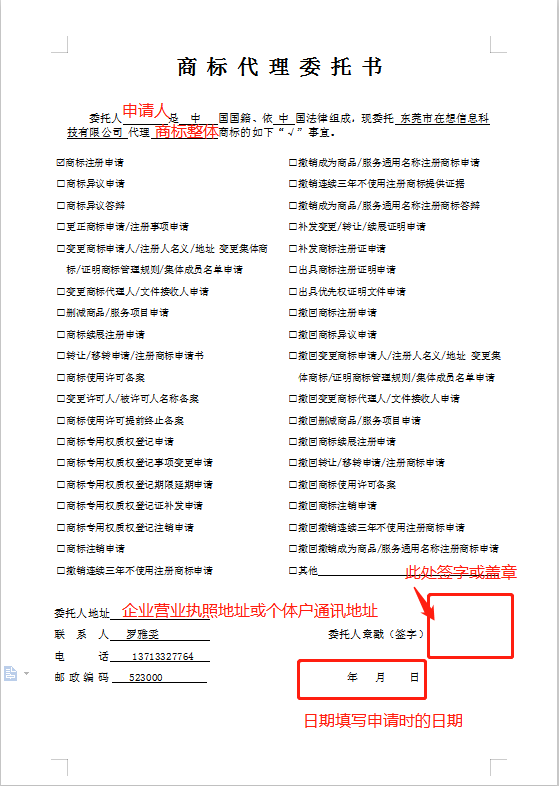 商标代理委托书
委托人申请人是 中 国国籍、依 中 国法律组成，现委托 东莞市在想信息科
技有限公司 代理 商标整体商标的如下“√”事宜。
☑商标注册申请
□商标异议申请
□商标异议答辩
□更正商标申请/注册事项申请
□变更商标申请人/注册人名义/地址 变更集体商
标/证明商标管理规则/集体成员名单申请
□变更商标代理人/文件接收人申请
□删减商品/服务项目申请
□商标续展注册申请
□转让/移转申请/注册商标申请书
□商标使用许可备案
□变更许可人/被许可人名称备案
□商标使用许可提前终止备案
□商标专用权质权登记申请
□商标专用权质权登记事项变更申请
□商标专用权质权登记期限延期申请
□商标专用权质权登记证补发申请
□商标专用权质权登记注销申请
□商标注销申请
□撤销连续三年不使用注册商标申请
□撤销成为商品/服务通用名称注册商标申请
□撤销连续三年不使用注册商标提供证据
□撤销成为商品/服务通用名称注册商标答辩
□补发变更/转让/续展证明申请
□补发商标注册证申请
□出具商标注册证明申请
□出具优先权证明文件申请
□撤回商标注册申请
□撤回商标异议申请
□撤回变更商标申请人/注册人名义/地址 变更集
体商标/证明商标管理规则/集体成员名单申请
□撤回变更商标代理人/文件接收人申请
□撤回删减商品/服务项目申请
□撤回商标续展注册申请
□撤回转让/移转申请/注册商标申请
□撤回商标使用许可备案
□撤回商标注销申请
□撤回撤销连续三年不使用注册商标申请
□撤回撤销成为商品/服务通用名称注册商标申请
□其他
此处签字或盖章
委托人地址 企业营业执照地址或个体户通讯地址
联 系 人 罗雅雯
委托人章戳（签字）
电 话 13713327764
邮政编码 523000
年 月 日
日期填写申请时的日期